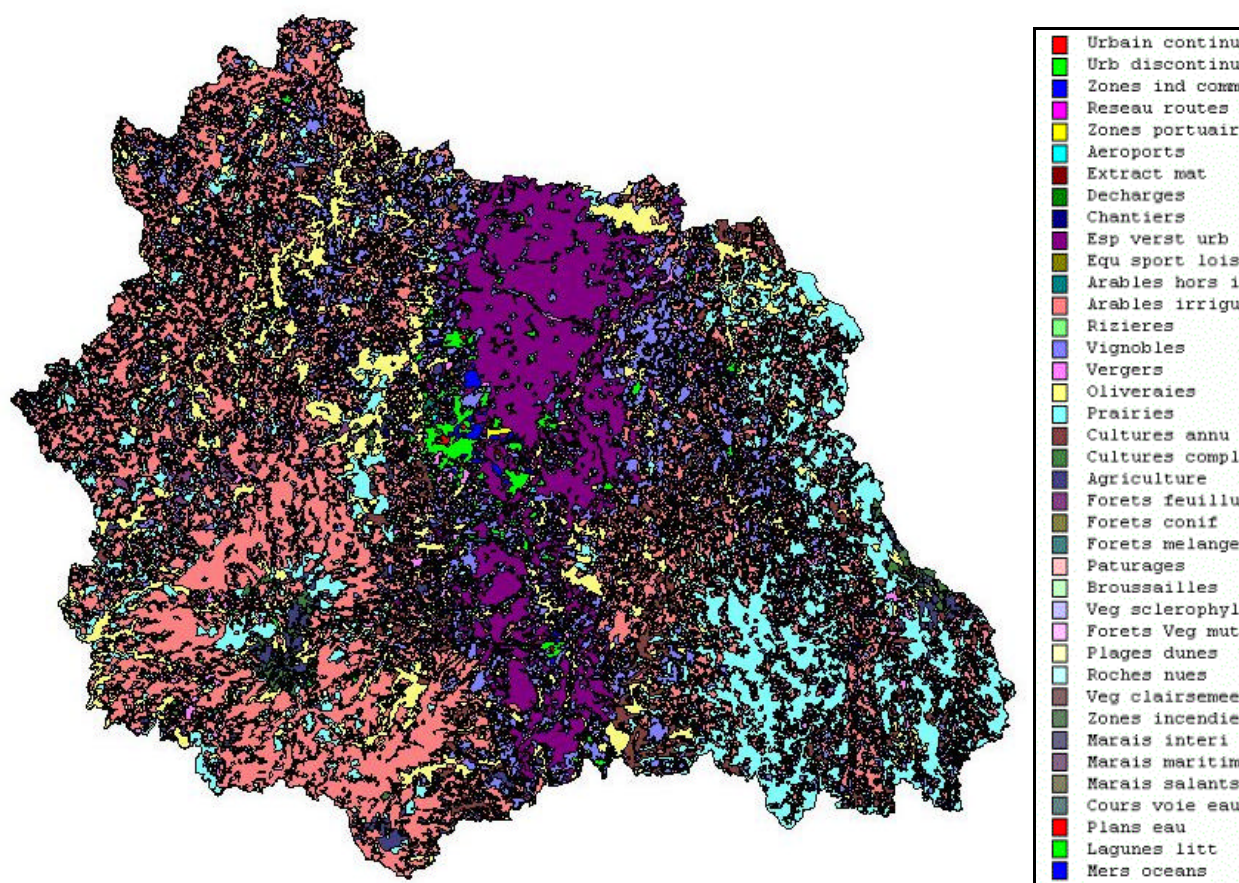 Urbain continu
Urb discontinu
Zones ind comm
Reseau routes
Zones portuair
Aeroports
Extract mat
Decharges
Chantiers
Esp verst urb
Equ sport lois
Arables hors i
Arables irrigu
Rizieres
Vignobles
Vergers
Oliveraies
Prairies
Cultures annu
Cultures compl
Agriculture
Forets feuillu
Forets conif
Forets melange
Paturages
Broussailles
Veg sclerophyl
Forets Veg mut
Plages dunes
Roches nues
Veg clairsemee
Zones incendie
Marais interi
Marais maritim
Marais salants
Cours voie eau
Plans eau
Lagunes litt
Mers oceans